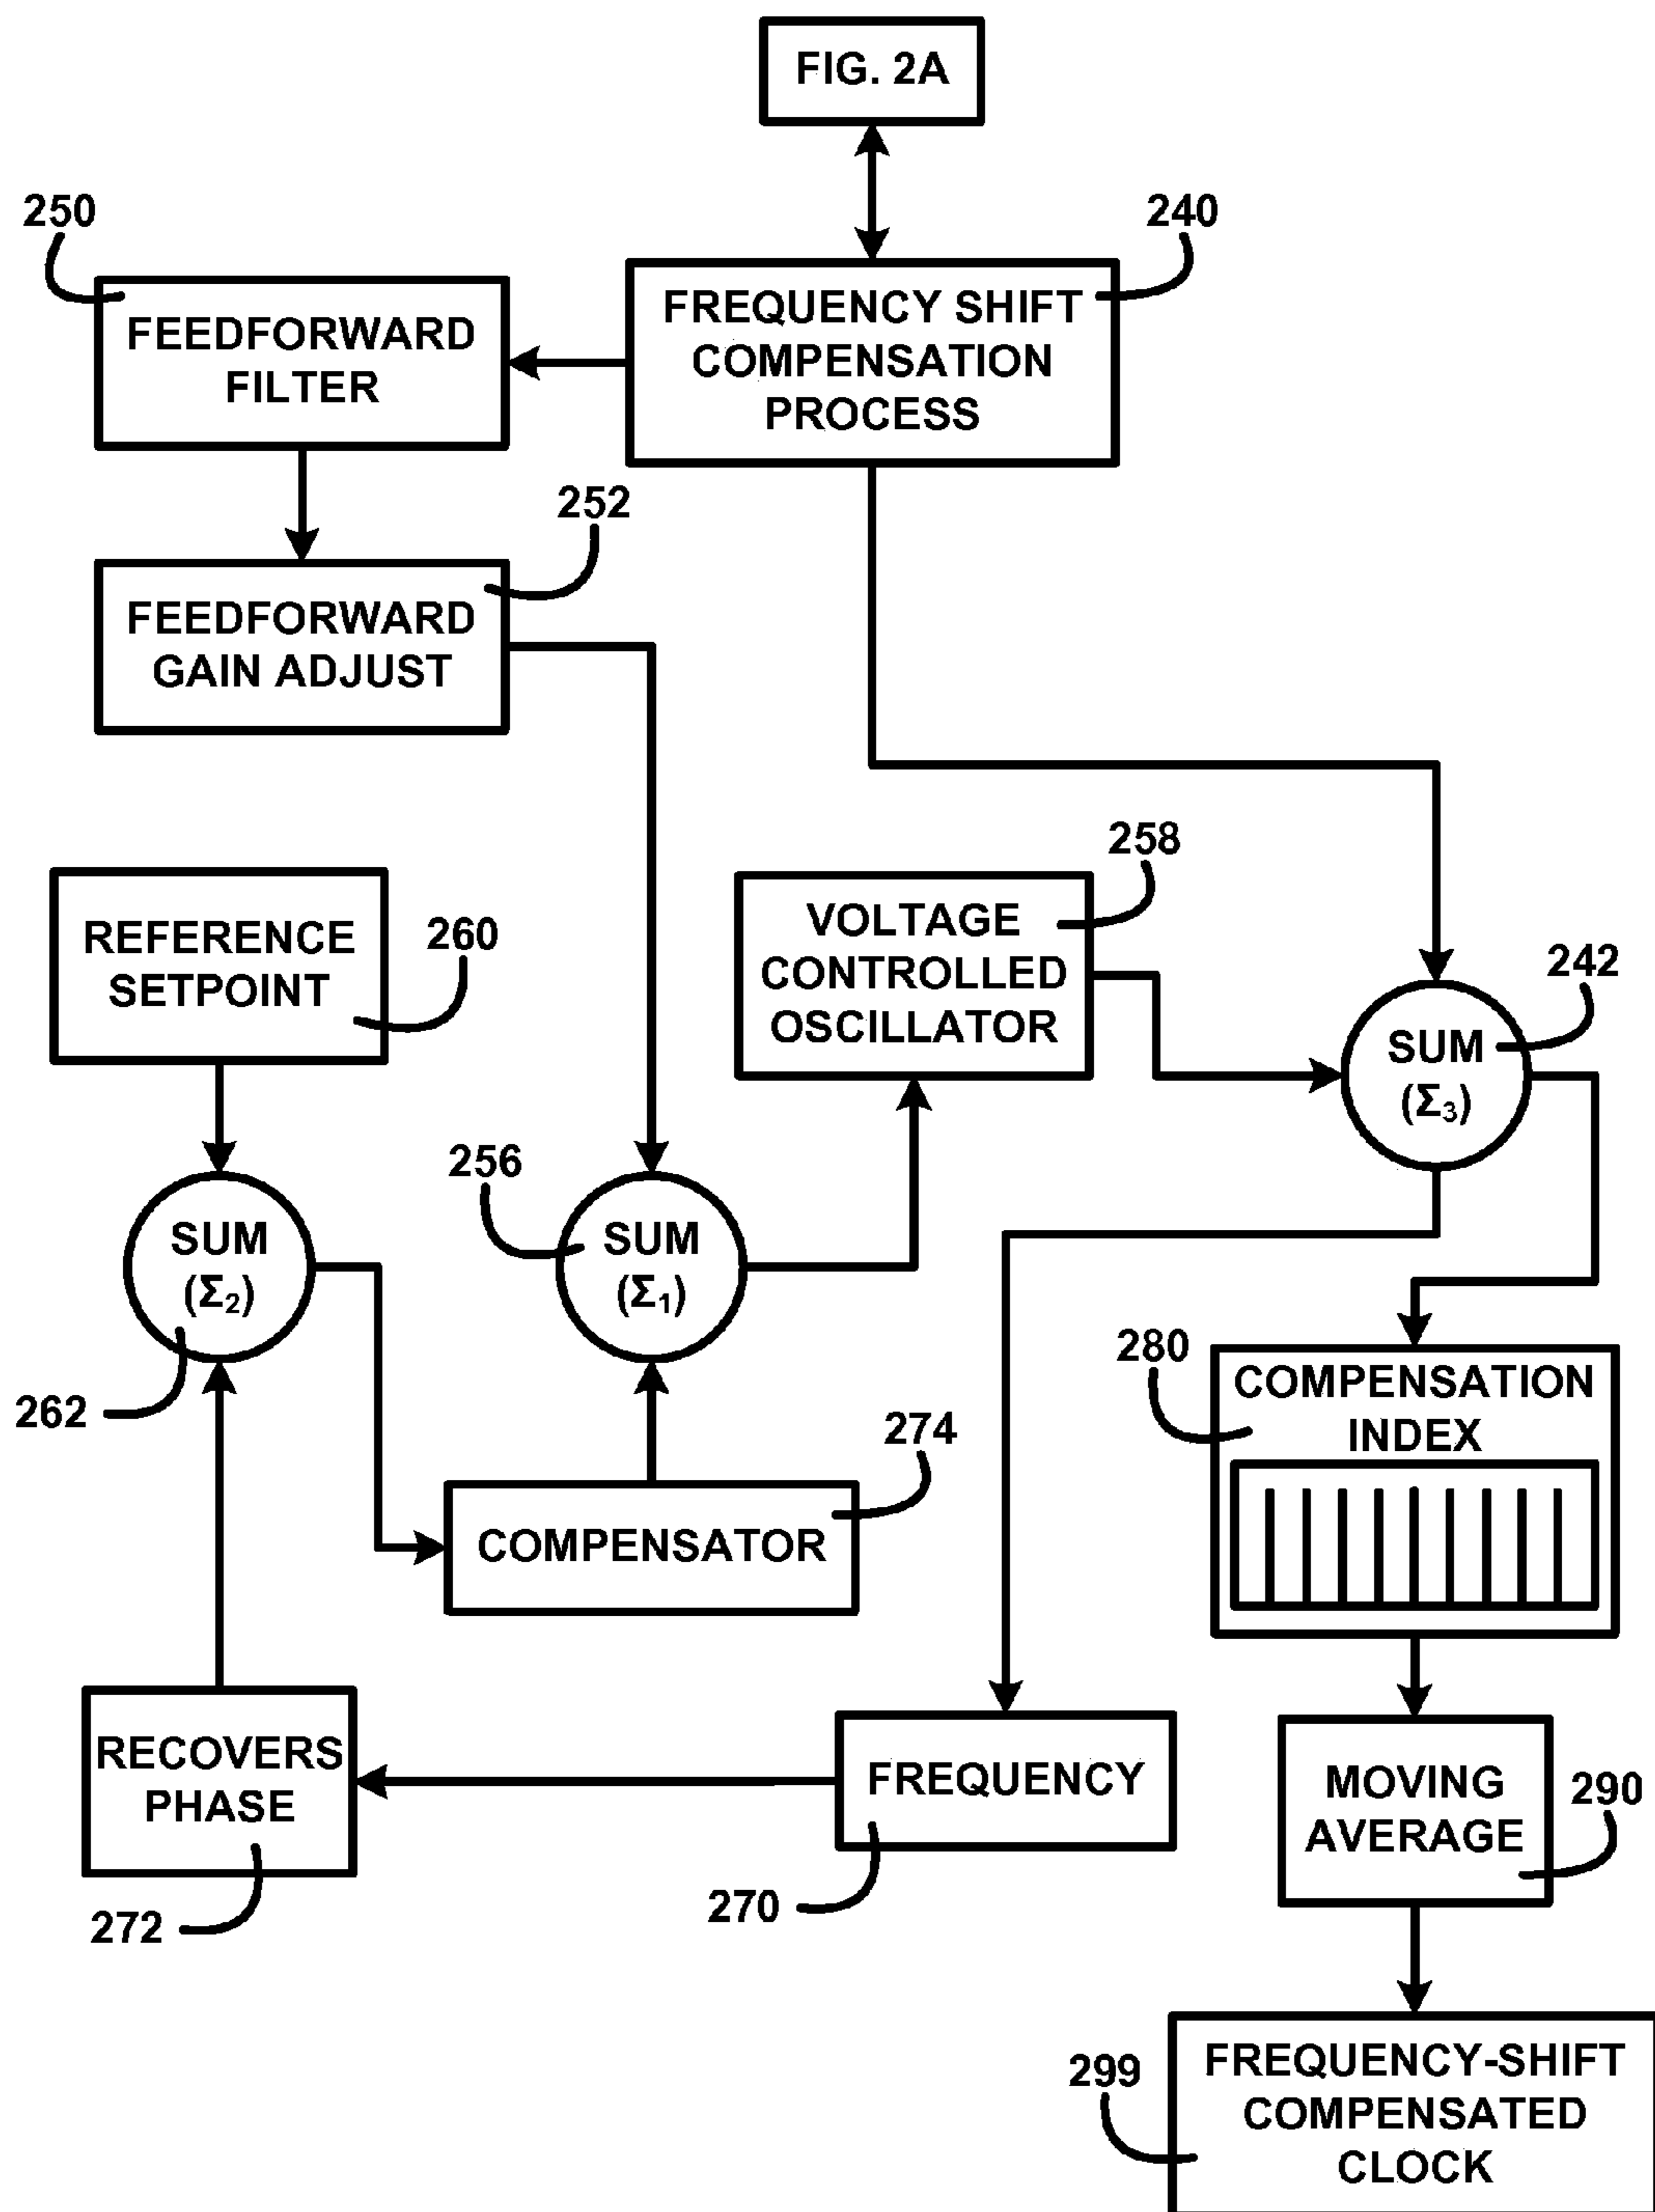 FIG. 2A
250
240
FEEDFORWARD
FILTER
FREQUENCY SHIFT
COMPENSATION
PROCESS
252
FEEDFORWARD
GAIN ADJUST
258
REFERENCE
SETPOINT
260
VOLTAGE
CONTROLLED
OSCILLATOR
242
SUM
(Σ₃)
256
SUM
(Σ₂)
SUM
(Σ₁)
262
280
COMPENSATION
INDEX
274
COMPENSATOR
RECOVERS
PHASE
FREQUENCY
MOVING
AVERAGE
290
272
270
299
FREQUENCY-SHIFT
COMPENSATED
CLOCK